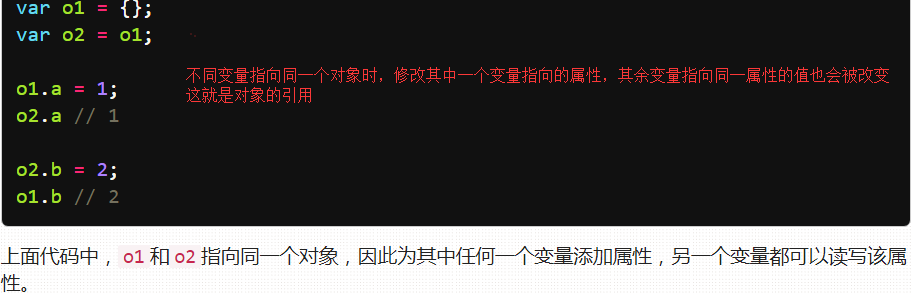 var o1 = {};
var o2 = o1;
不同变量指向同一个对象时，修改其中一个变量指向的属性，其余变量指向同一属性的值也会被改变
这就是对象的引用
o1.a = 1;
o2.a // 1
o2.b = 2;
o1.b // 2
上面代码中，o1和o2指向同一个对象，因此为其中任何一个变量添加属性，另一个变量都可以读写该属
性。